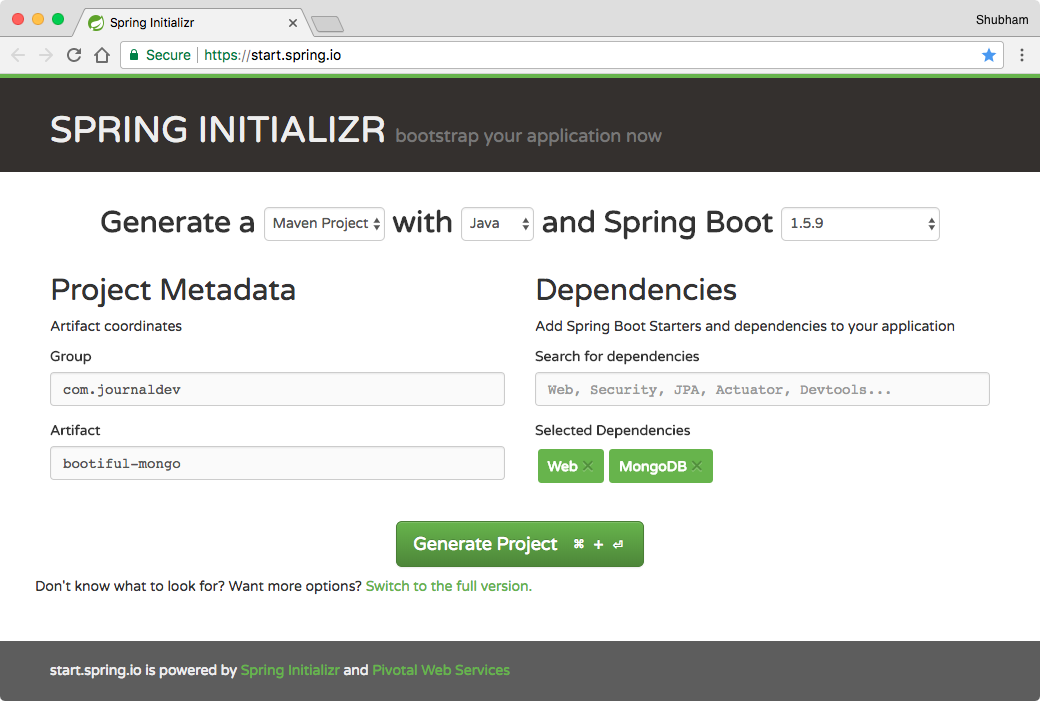 Spring Initializr
Shubham
Secure https://start.spring.io
SPRING INITIALIZR bootstrap your application now
Generate a Maven Project with Java and Spring Boot 1.5.9
Project Metadata
Artifact coordinates
Group
com.journaldev
Artifact
bootiful-mongo
Dependencies
Add Spring Boot Starters and dependencies to your application
Search for dependencies
Web, Security, JPA, Actuator, Devtools...
Selected Dependencies
Web × MongoDB ×
Generate Project ⌘ + ⏎
Don't know what to look for? Want more options? Switch to the full version.
start.spring.io is powered by Spring Initializr and Pivotal Web Services